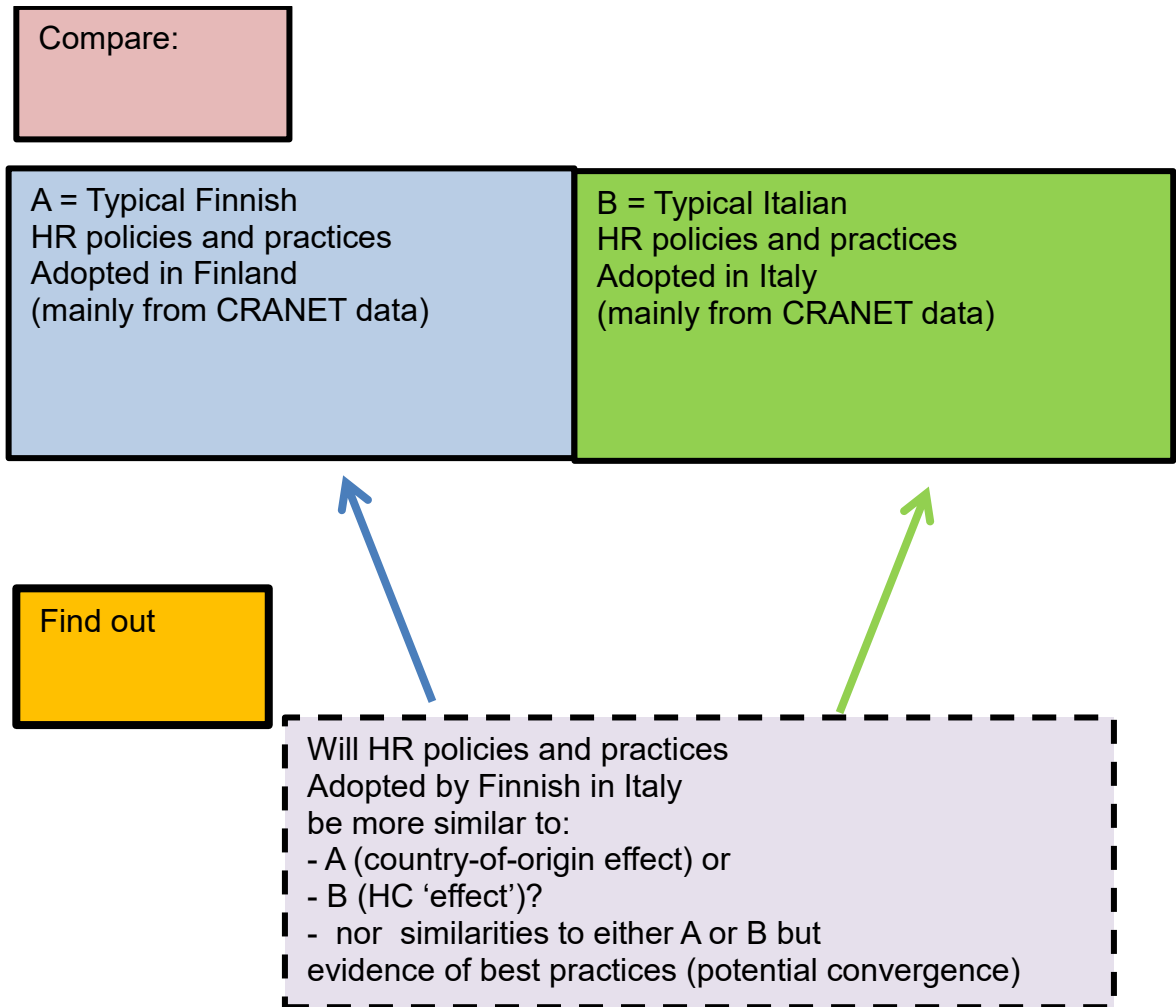 Compare:
A = Typical Finnish
HR policies and practices
Adopted in Finland
(mainly from CRANET data)
B = Typical Italian
HR policies and practices
Adopted in Italy
(mainly from CRANET data)
Find out
Will HR policies and practices
Adopted by Finnish in Italy
be more similar to:
- A (country-of-origin effect) or
- B (HC ‘effect’)?
- nor similarities to either A or B but
evidence of best practices (potential convergence)